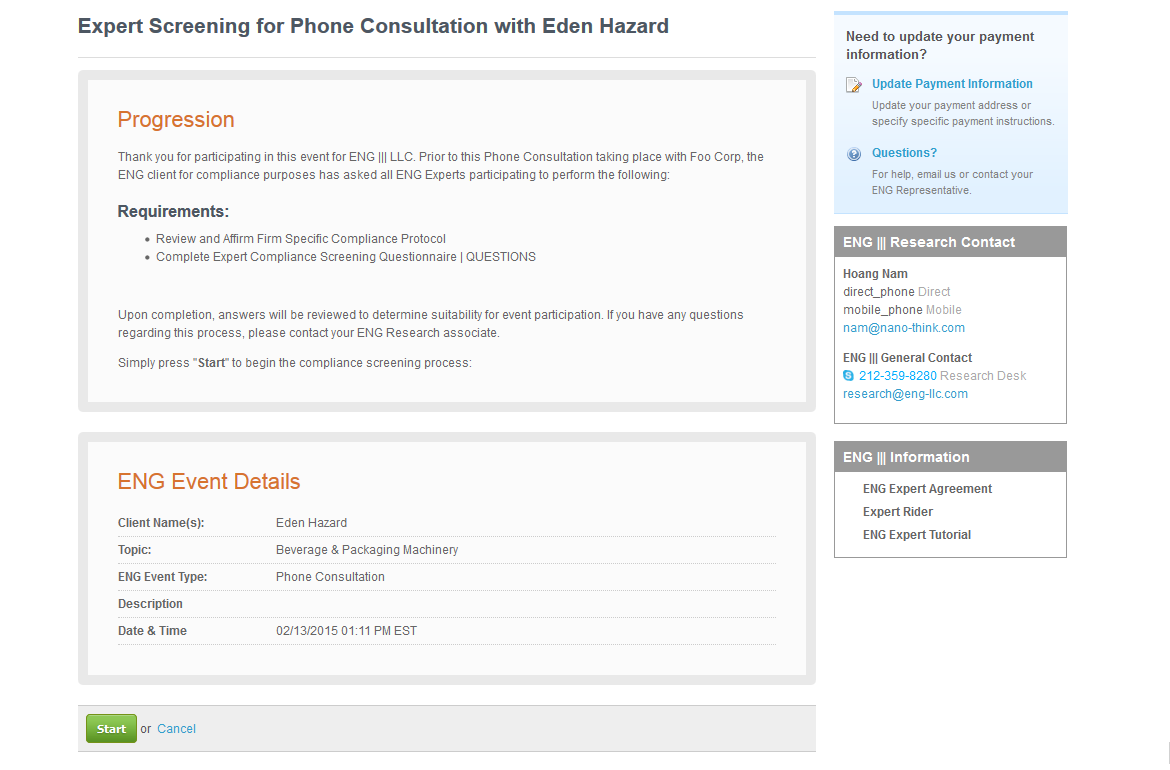 Expert Screening for Phone Consultation with Eden Hazard
Progression
Thank you for participating in this event for ENG ||| LLC. Prior to this Phone Consultation taking place with Foo Corp, the
ENG client for compliance purposes has asked all ENG Experts participating to perform the following:
Requirements:
• Review and Affirm Firm Specific Compliance Protocol
• Complete Expert Compliance Screening Questionnaire | QUESTIONS
Upon completion, answers will be reviewed to determine suitability for event participation. If you have any questions
regarding this process, please contact your ENG Research associate.
Simply press "Start" to begin the compliance screening process:
ENG Event Details
Client Name(s): Eden Hazard
Topic: Beverage & Packaging Machinery
ENG Event Type: Phone Consultation
Description
Date & Time 02/13/2015 01:11 PM EST
Start or Cancel
Need to update your payment
information?
Update Payment Information
Update your payment address or
specify specific payment instructions.
Questions?
For help, email us or contact your
ENG Representative.
ENG ||| Research Contact
Hoang Nam
direct_phone Direct
mobile_phone Mobile
nam@nano-think.com
ENG ||| General Contact
212-359-8280 Research Desk
research@eng-llc.com
ENG ||| Information
ENG Expert Agreement
Expert Rider
ENG Expert Tutorial